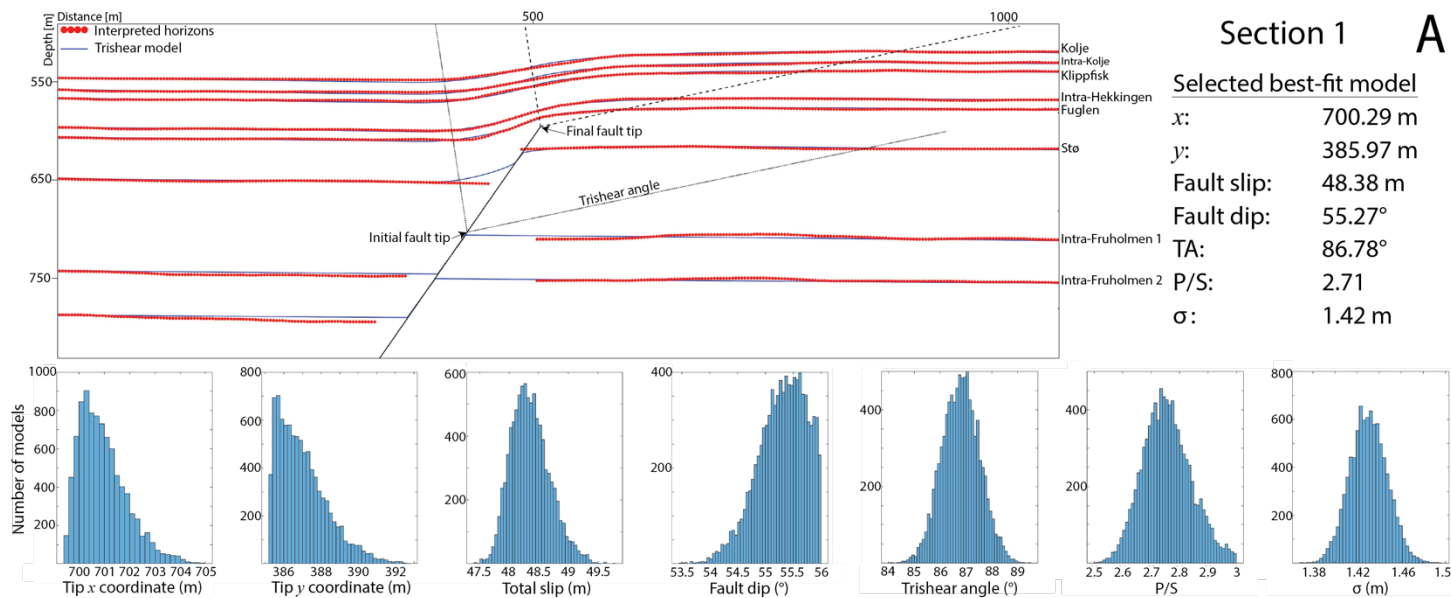 Distance [m] 500 1000
Depth [m]
Interpreted horizons
Trishear model
550
650
750
Kolje
Intra-Kolje
Klippfisk
Intra-Hekkingen
Fuglen
Final fault tip
Stø
Trishear angle
Initial fault tip
Intra-Fruholmen 1
Intra-Fruholmen 2
Section 1 A
Selected best-fit model
x: 700.29 m
y: 385.97 m
Fault slip: 48.38 m
Fault dip: 55.27°
TA: 86.78°
P/S: 2.71
σ: 1.42 m
Number of models
1000
800
600
400
200
700 701 702 703 704 705
Tip x coordinate (m)
800
600
400
200
386 388 390 392
Tip y coordinate (m)
600
400
200
47.5 48 48.5 49 49.5
Total slip (m)
400
200
53.5 54 54.5 55 55.5 56
Fault dip (°)
400
200
84 85 86 87 88 89
Trishear angle (°)
400
200
2.5 2.6 2.7 2.8 2.9 3
P/S
800
600
400
200
1.38 1.42 1.46 1.5
σ (m)